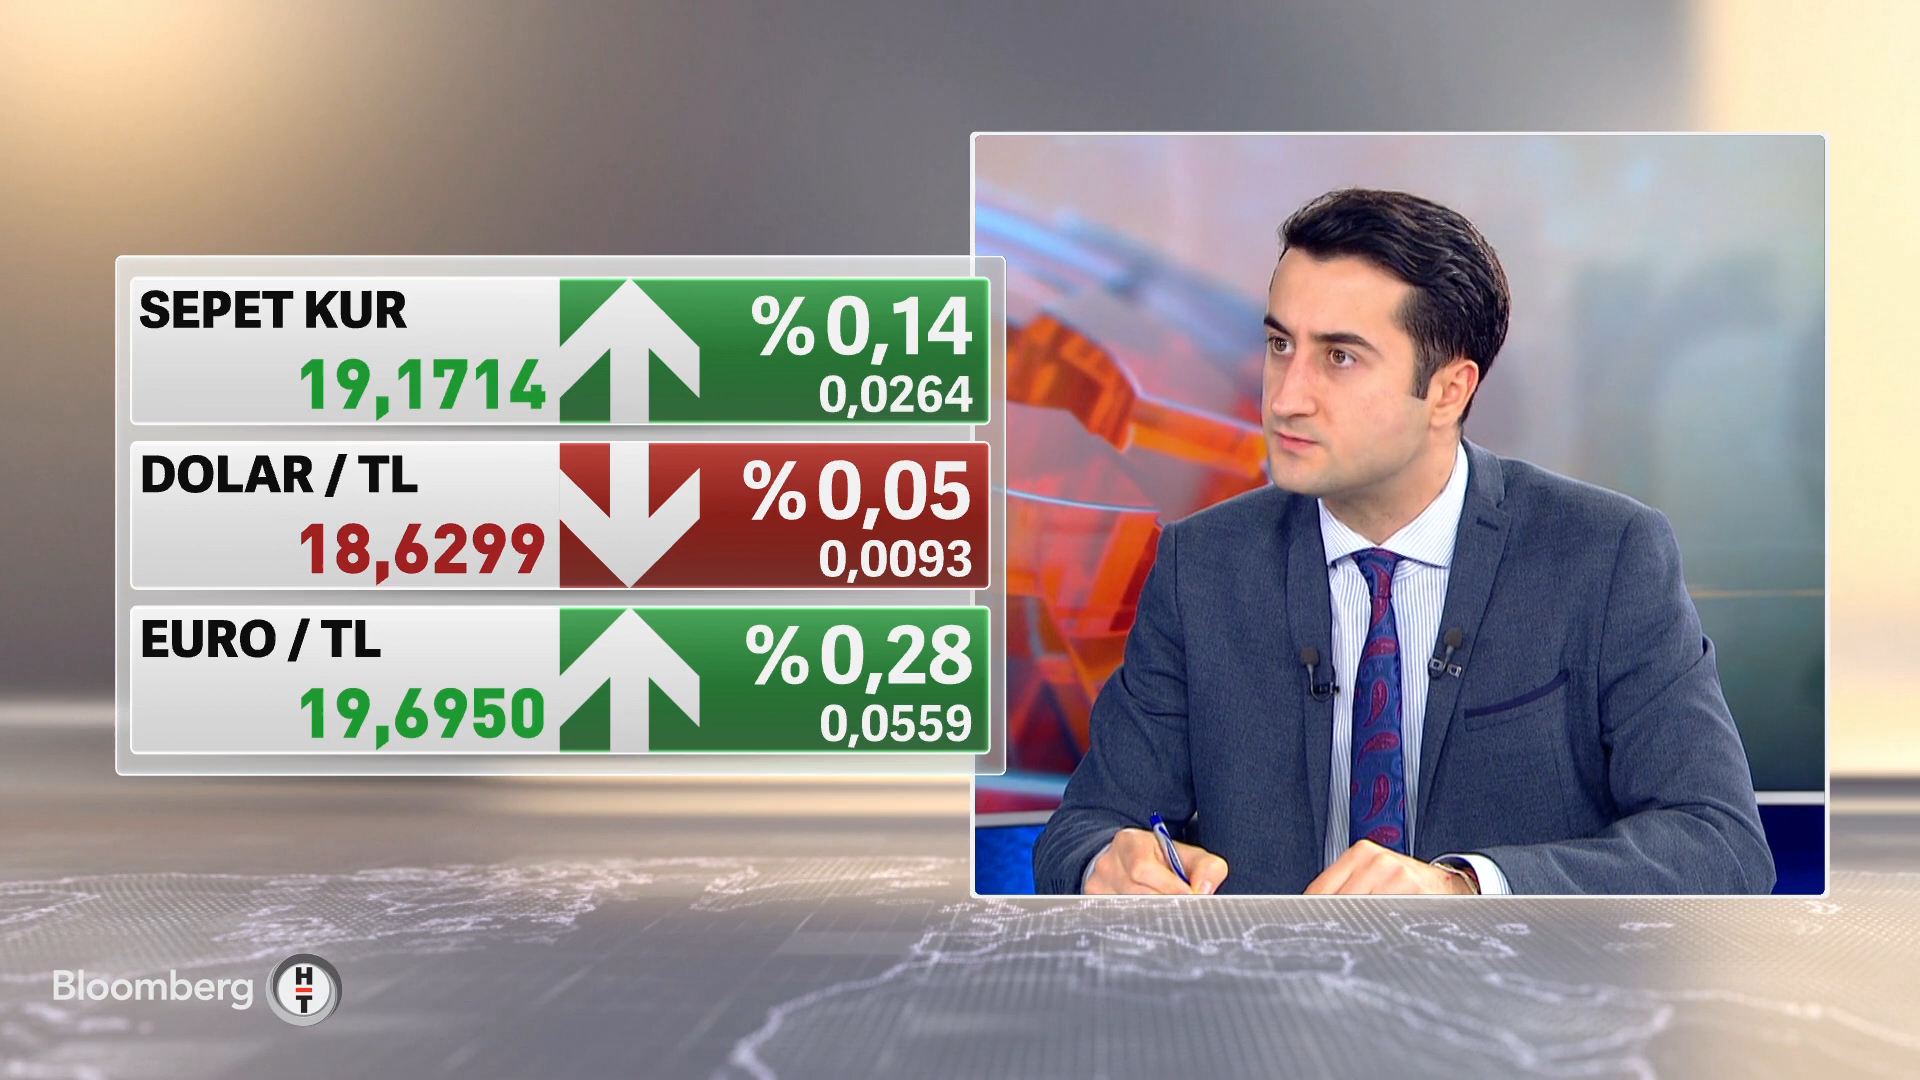 SEPET KUR
19,1714
%0,14
0,0264
DOLAR / TL
18,6299
%0,05
0,0093
EURO / TL
19,6950
%0,28
0,0559
Bloomberg HT